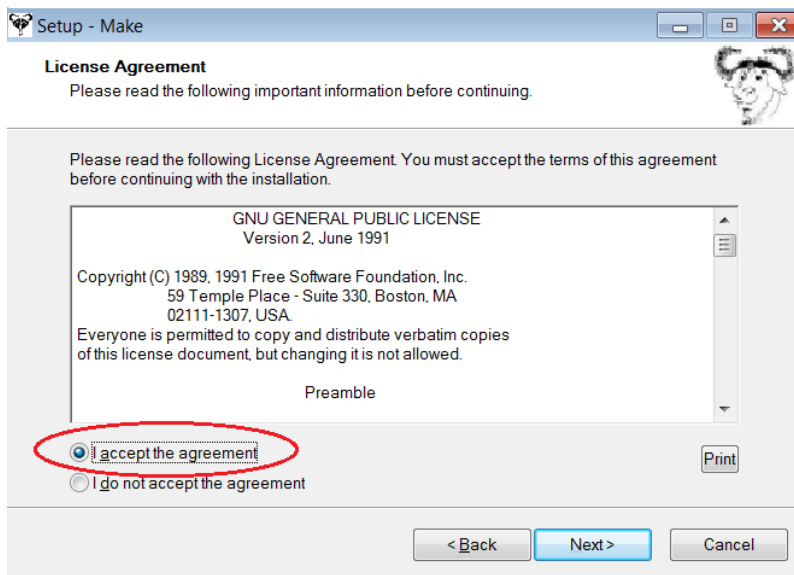 Setup - Make
License Agreement
Please read the following important information before continuing.
Please read the following License Agreement. You must accept the terms of this agreement
before continuing with the installation.
GNU GENERAL PUBLIC LICENSE
Version 2, June 1991
Copyright (C) 1989, 1991 Free Software Foundation, Inc.
59 Temple Place - Suite 330, Boston, MA
02111-1307, USA.
Everyone is permitted to copy and distribute verbatim copies
of this license document, but changing it is not allowed.
Preamble
I accept the agreement
Print
I do not accept the agreement
< Back
Next >
Cancel